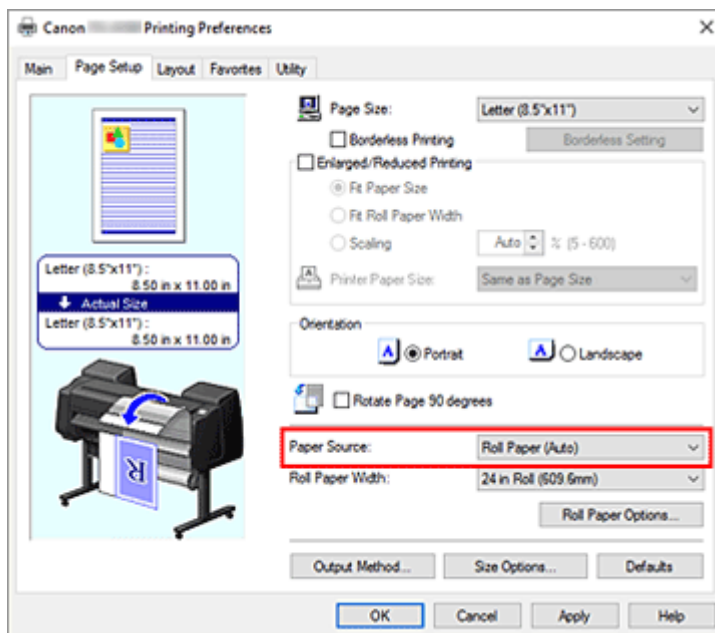 Canon Printing Preferences
Main Page Setup Layout Favorites Utility
Page Size: Letter (8.5"x11")
Borderless Printing Borderless Setting
Enlarged/Reduced Printing
Fit Paper Size
Fit Roll Paper Width
Scaling Auto % (5 - 600)
Printer Paper Size: Same as Page Size
Letter (8.5"x11") :
8.50 in x 11.00 in
Actual Size
Letter (8.5"x11") :
8.50 in x 11.00 in
Orientation
A Portrait A Landscape
Rotate Page 90 degrees
Paper Source: Roll Paper (Auto)
Roll Paper Width: 24 in Roll (609.6mm)
Roll Paper Options...
R
Output Method... Size Options... Defaults
OK Cancel Apply Help